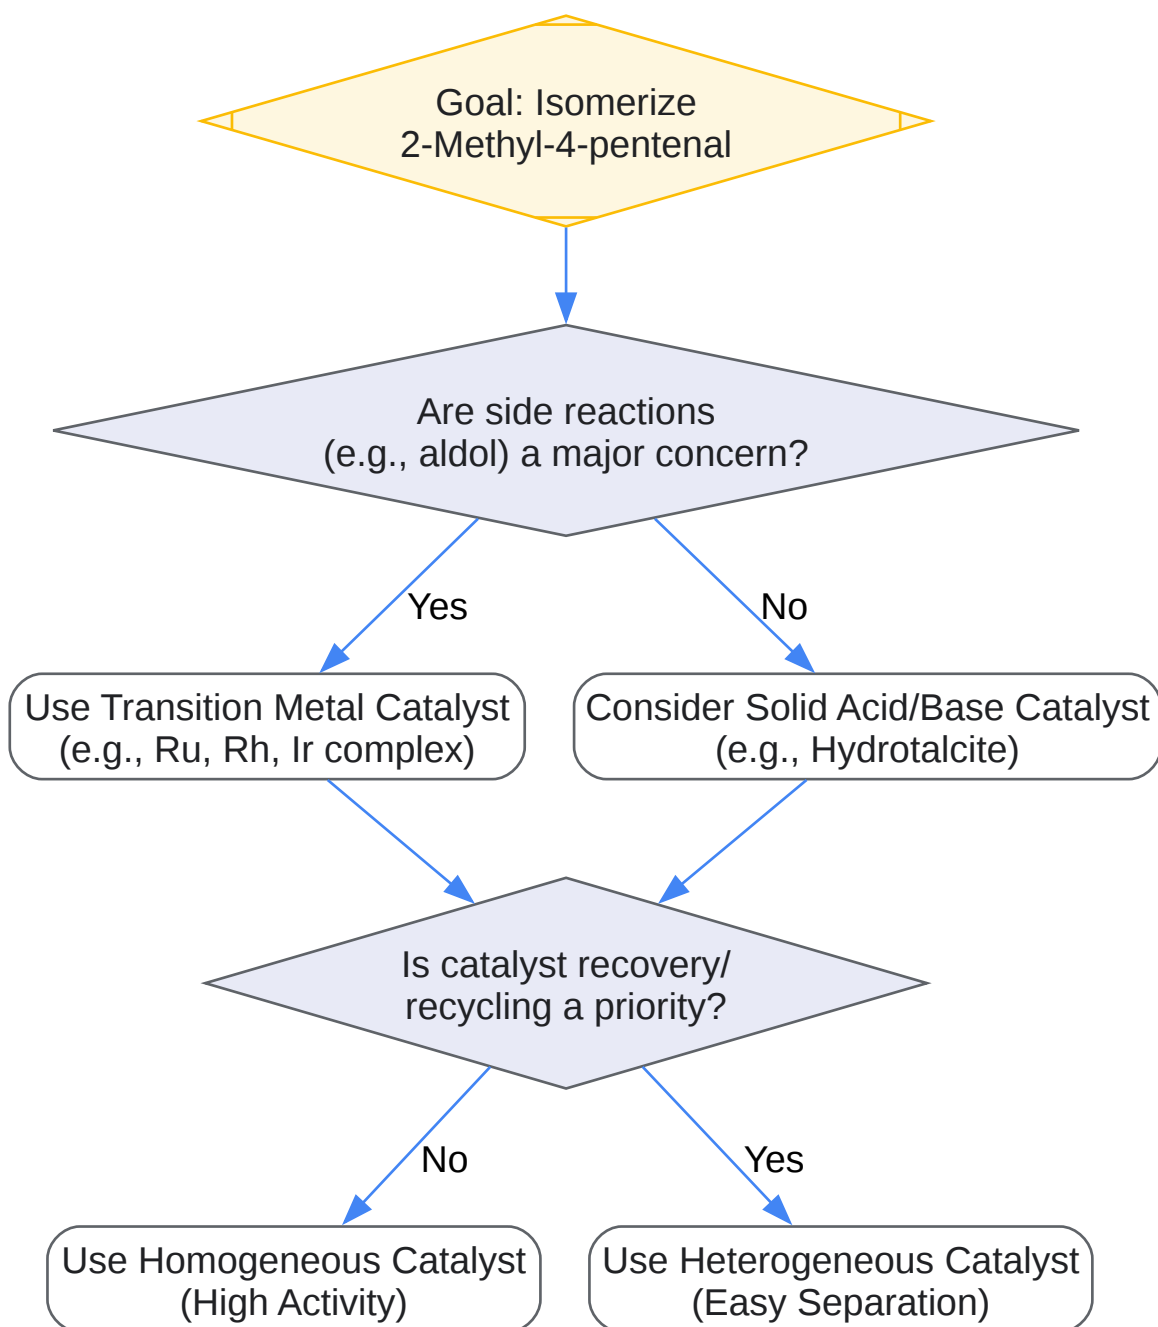 Goal: Isomerize
2-Methyl-4-pentenal
Are side reactions
(e.g., aldol) a major concern?
Yes
No
Use Transition Metal Catalyst
(e.g., Ru, Rh, Ir complex)
Consider Solid Acid/Base Catalyst
(e.g., Hydrotalcite)
Is catalyst recovery/
recycling a priority?
No
Yes
Use Homogeneous Catalyst
(High Activity)
Use Heterogeneous Catalyst
(Easy Separation)